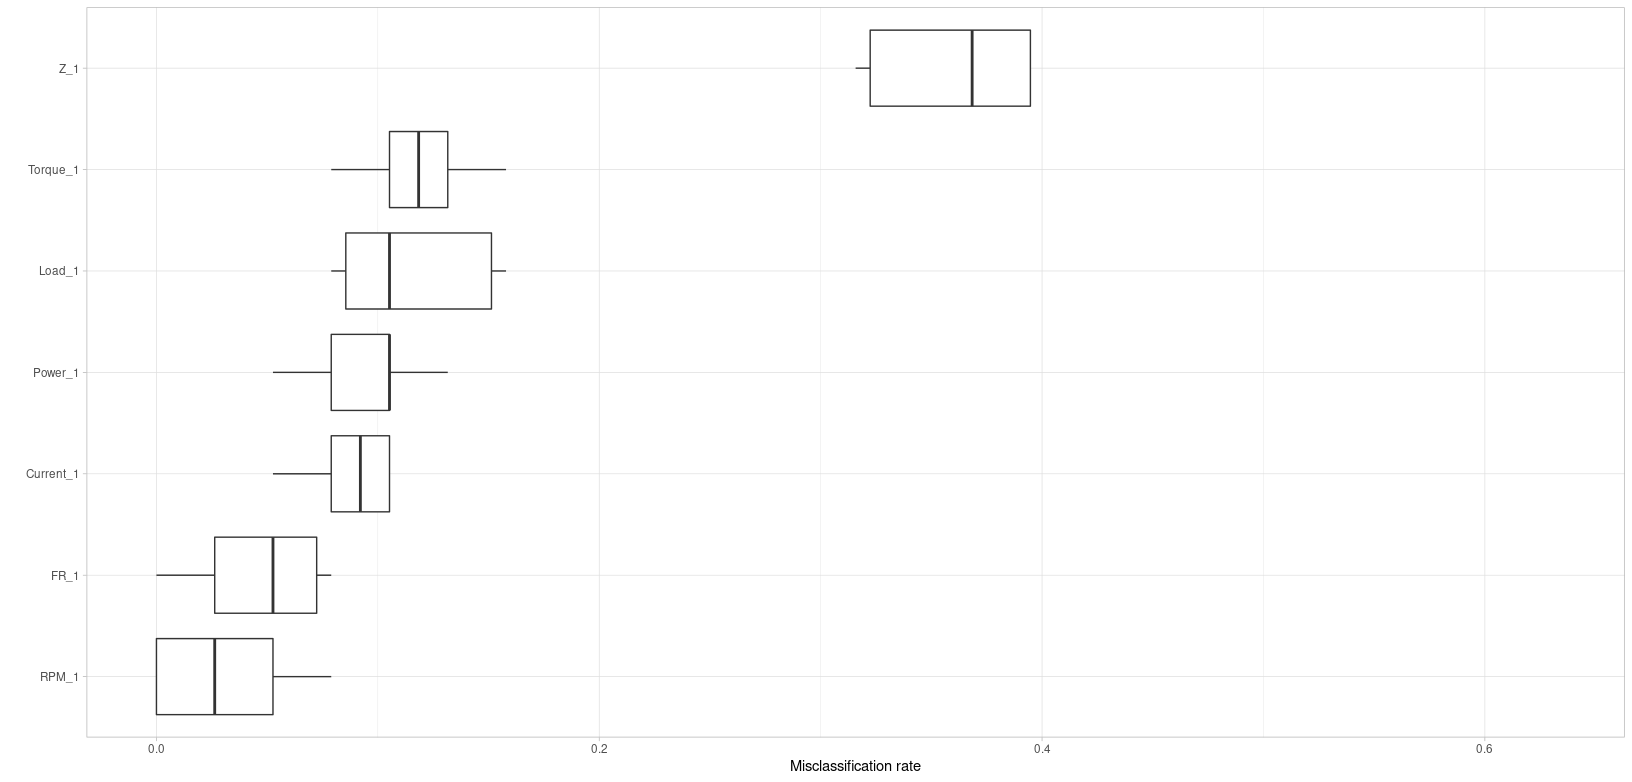 Z_1
Torque_1
Load_1
Power_1
Current_1
FR_1
RPM_1
0.0 0.2 0.4 0.6
Misclassification rate